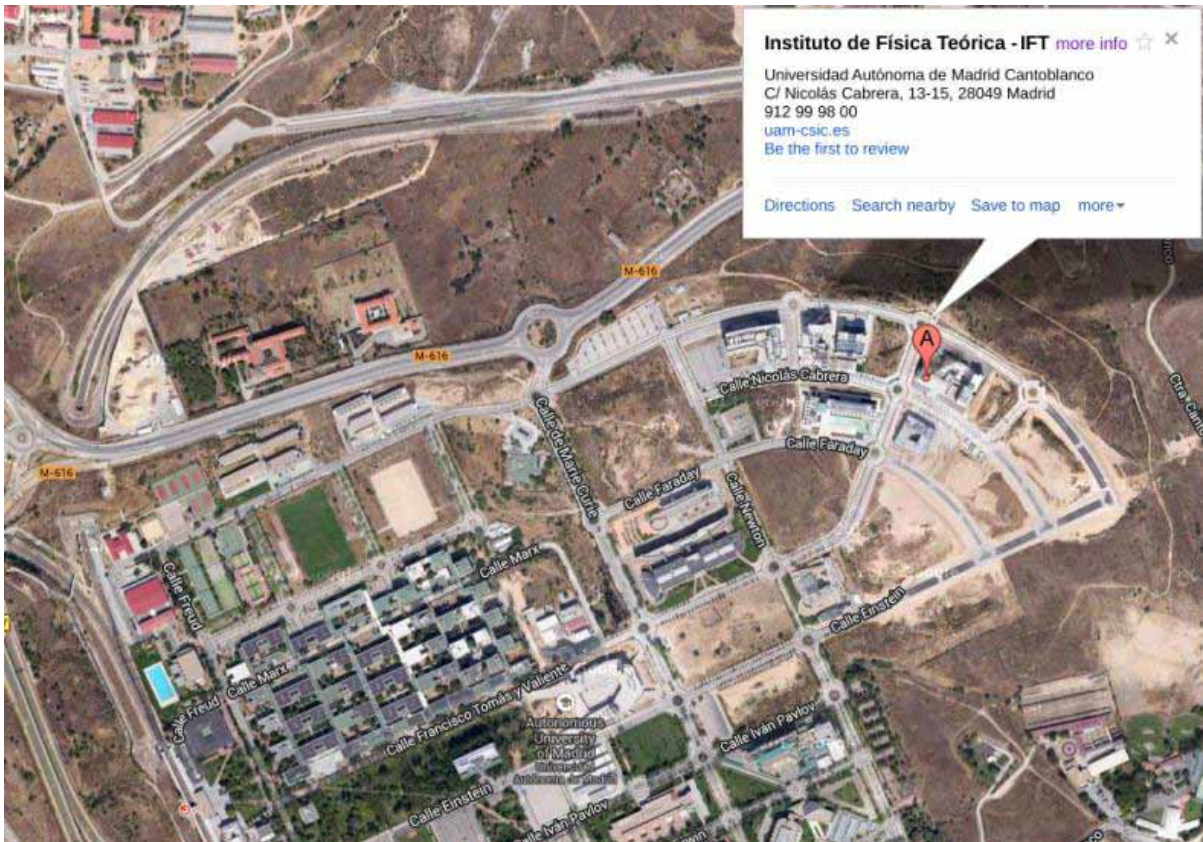 Instituto de Física Teórica - IFT more info
Universidad Autónoma de Madrid Cantoblanco
C/ Nicolás Cabrera, 13-15, 28049 Madrid
912 99 98 00
uam-csic.es
Be the first to review
Directions Search nearby Save to map more
M-616
A
M-616
Calle Nicolás Cabrera
M-616
Calle de Marie Curie
Calle Faraday
Calle Faraday
Calle Newton
Calle Marx
Calle Freud
Calle Einstein
Calle Marx
Calle Freud
Calle Francisco Tomás y Valiente
Autonomous
University
of Madrid
Universidad
Autónoma de Madrid
Calle Iván Pavlov
Calle Einstein
Calle Iván Pavlov